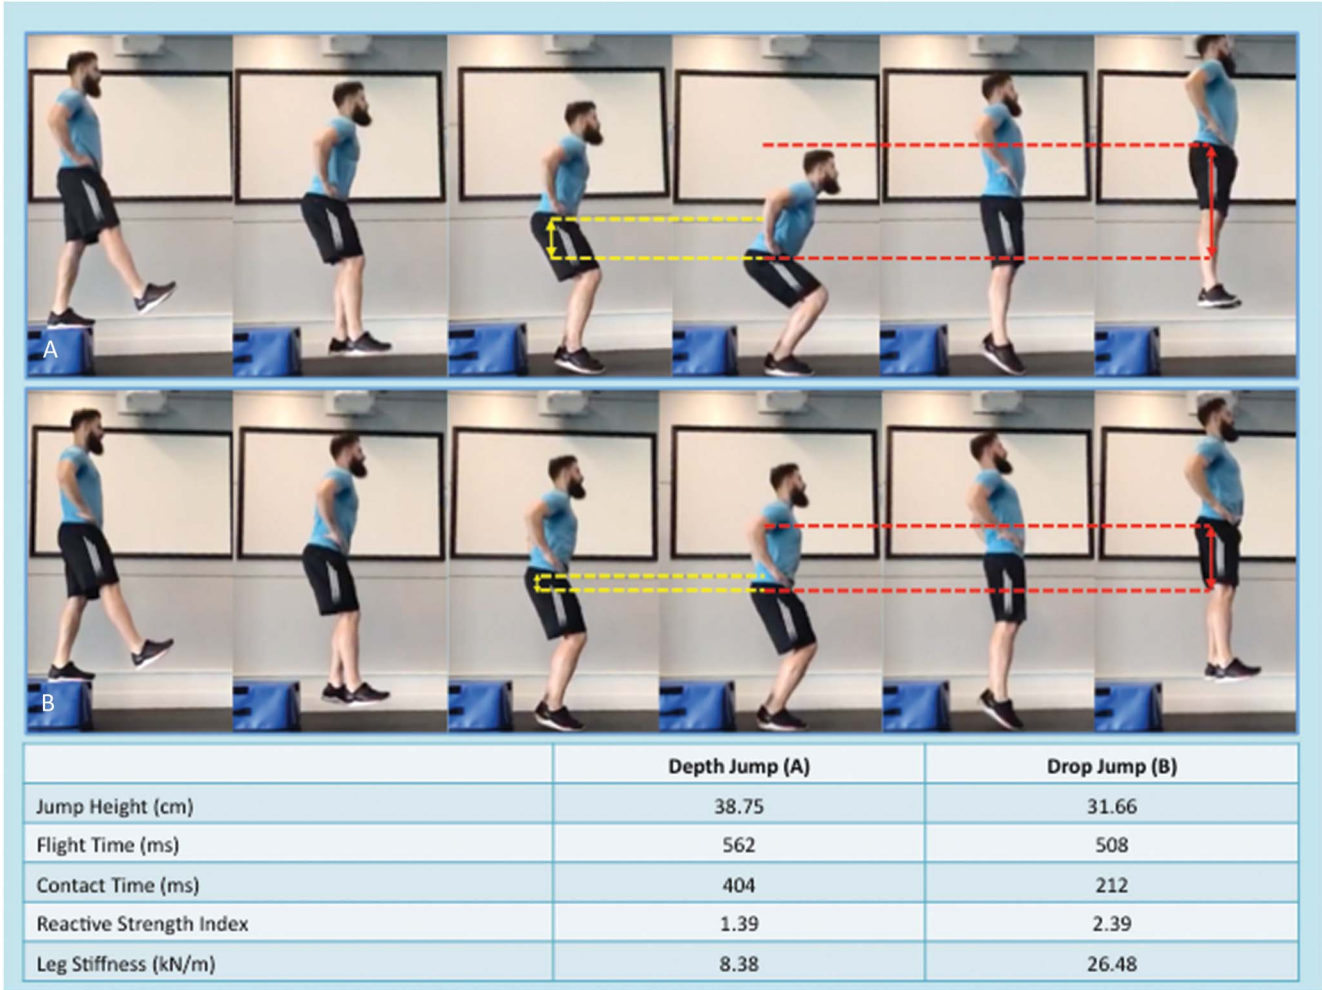 A
B
Depth Jump (A) Drop Jump (B)
Jump Height (cm) 38.75 31.66
Flight Time (ms) 562 508
Contact Time (ms) 404 212
Reactive Strength Index 1.39 2.39
Leg Stiffness (kN/m) 8.38 26.48